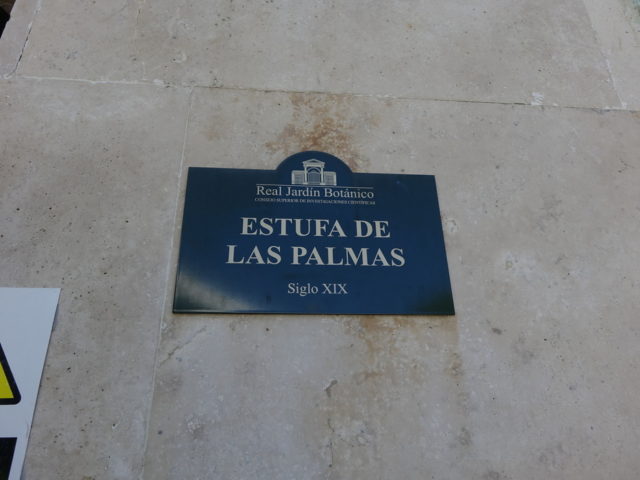 Real Jardín Botánico
CONSEJO SUPERIOR DE INVESTIGACIONES CIENTÍFICAS
ESTUFA DE
LAS PALMAS
Siglo XIX